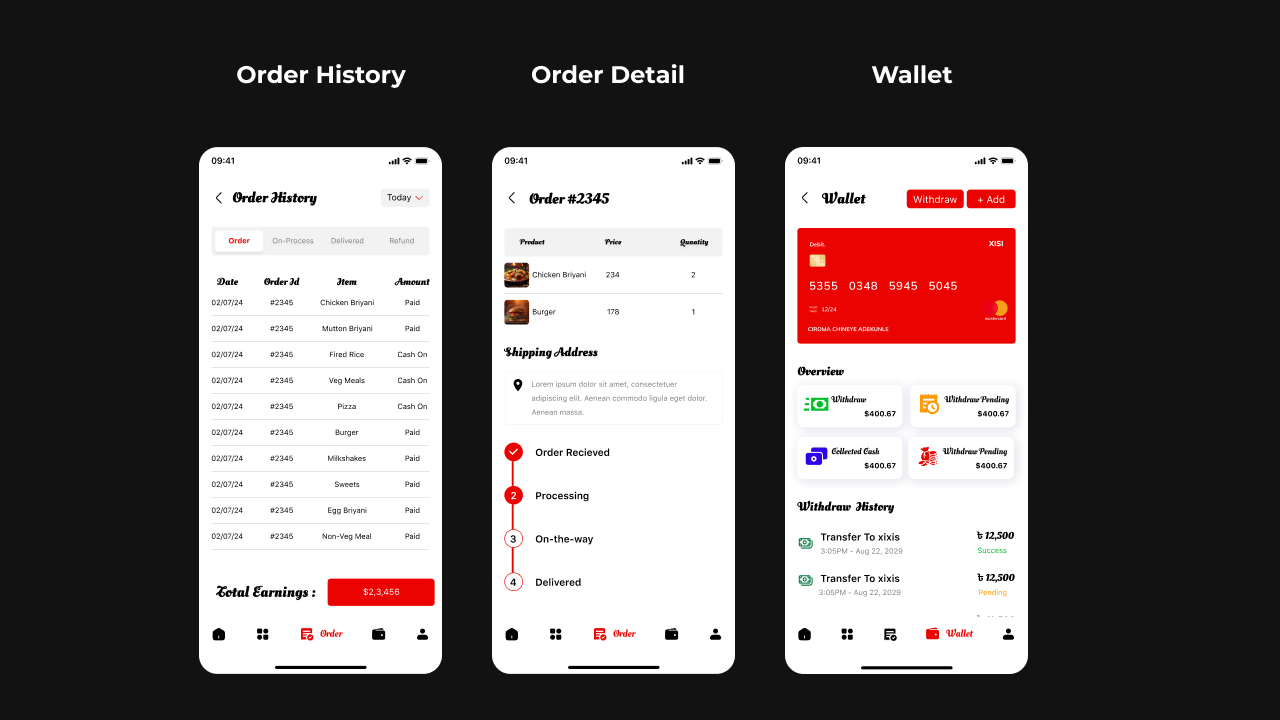 Order History
Order Detail
Wallet
09:41
Order History
Today
Order
On-Process
Delivered
Refund
Date Order Id Item Amount
02/07/24 #2345 Chicken Briyani Paid
02/07/24 #2345 Mutton Briyani Paid
02/07/24 #2345 Fired Rice Cash On
02/07/24 #2345 Veg Meals Cash On
02/07/24 #2345 Pizza Cash On
02/07/24 #2345 Burger Paid
02/07/24 #2345 Milkshakes Paid
02/07/24 #2345 Sweets Paid
02/07/24 #2345 Egg Briyani Paid
02/07/24 #2345 Non-Veg Meal Paid
Total Earnings :
$2,3,456
Order
09:41
Order #2345
Product Price Qunatity
Chicken Briyani 234 2
Burger 178 1
Shipping Address
Lorem ipsum dolor sit amet, consectetuer
adipiscing elit. Aenean commodo ligula eget dolor.
Aenean massa.
Order Recieved
2 Processing
3 On-the-way
4 Delivered
Order
09:41
Wallet
Withdraw
+ Add
Debit.
XISI
5355 0348 5945 5045
12/24
mastercard
CIROMA CHINEYE ADEKUNLE
Overview
Withdraw
$400.67
Withdraw Pending
$400.67
Collected Cash
$400.67
Withdraw Pending
$400.67
Withdraw History
Transfer To xixis
৳ 12,500
3:05PM - Aug 22, 2029
Success
Transfer To xixis
৳ 12,500
3:05PM - Aug 22, 2029
Pending
Wallet